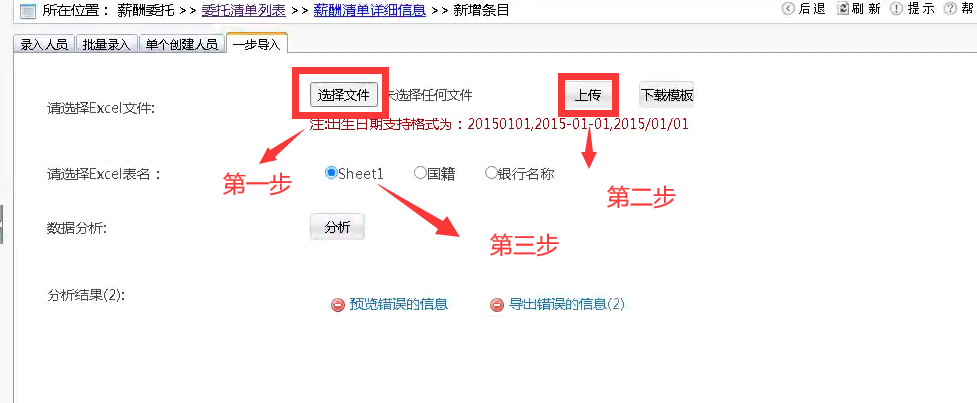 所在位置： 薪酬委托 >> 委托清单列表 >> 薪酬清单详细信息 >> 新增条目
后退 刷新 提示 帮
录入人员 批量录入 单个创建人员 一步导入
请选择Excel文件: 选择文件 未选择任何文件 上传 下载模板
注:出生日期支持格式为：20150101,2015-01-01,2015/01/01
请选择Excel表名： Sheet1 国籍 银行名称
第一步
第二步
数据分析: 分析
第三步
分析结果(2): 预览错误的信息 导出错误的信息(2)